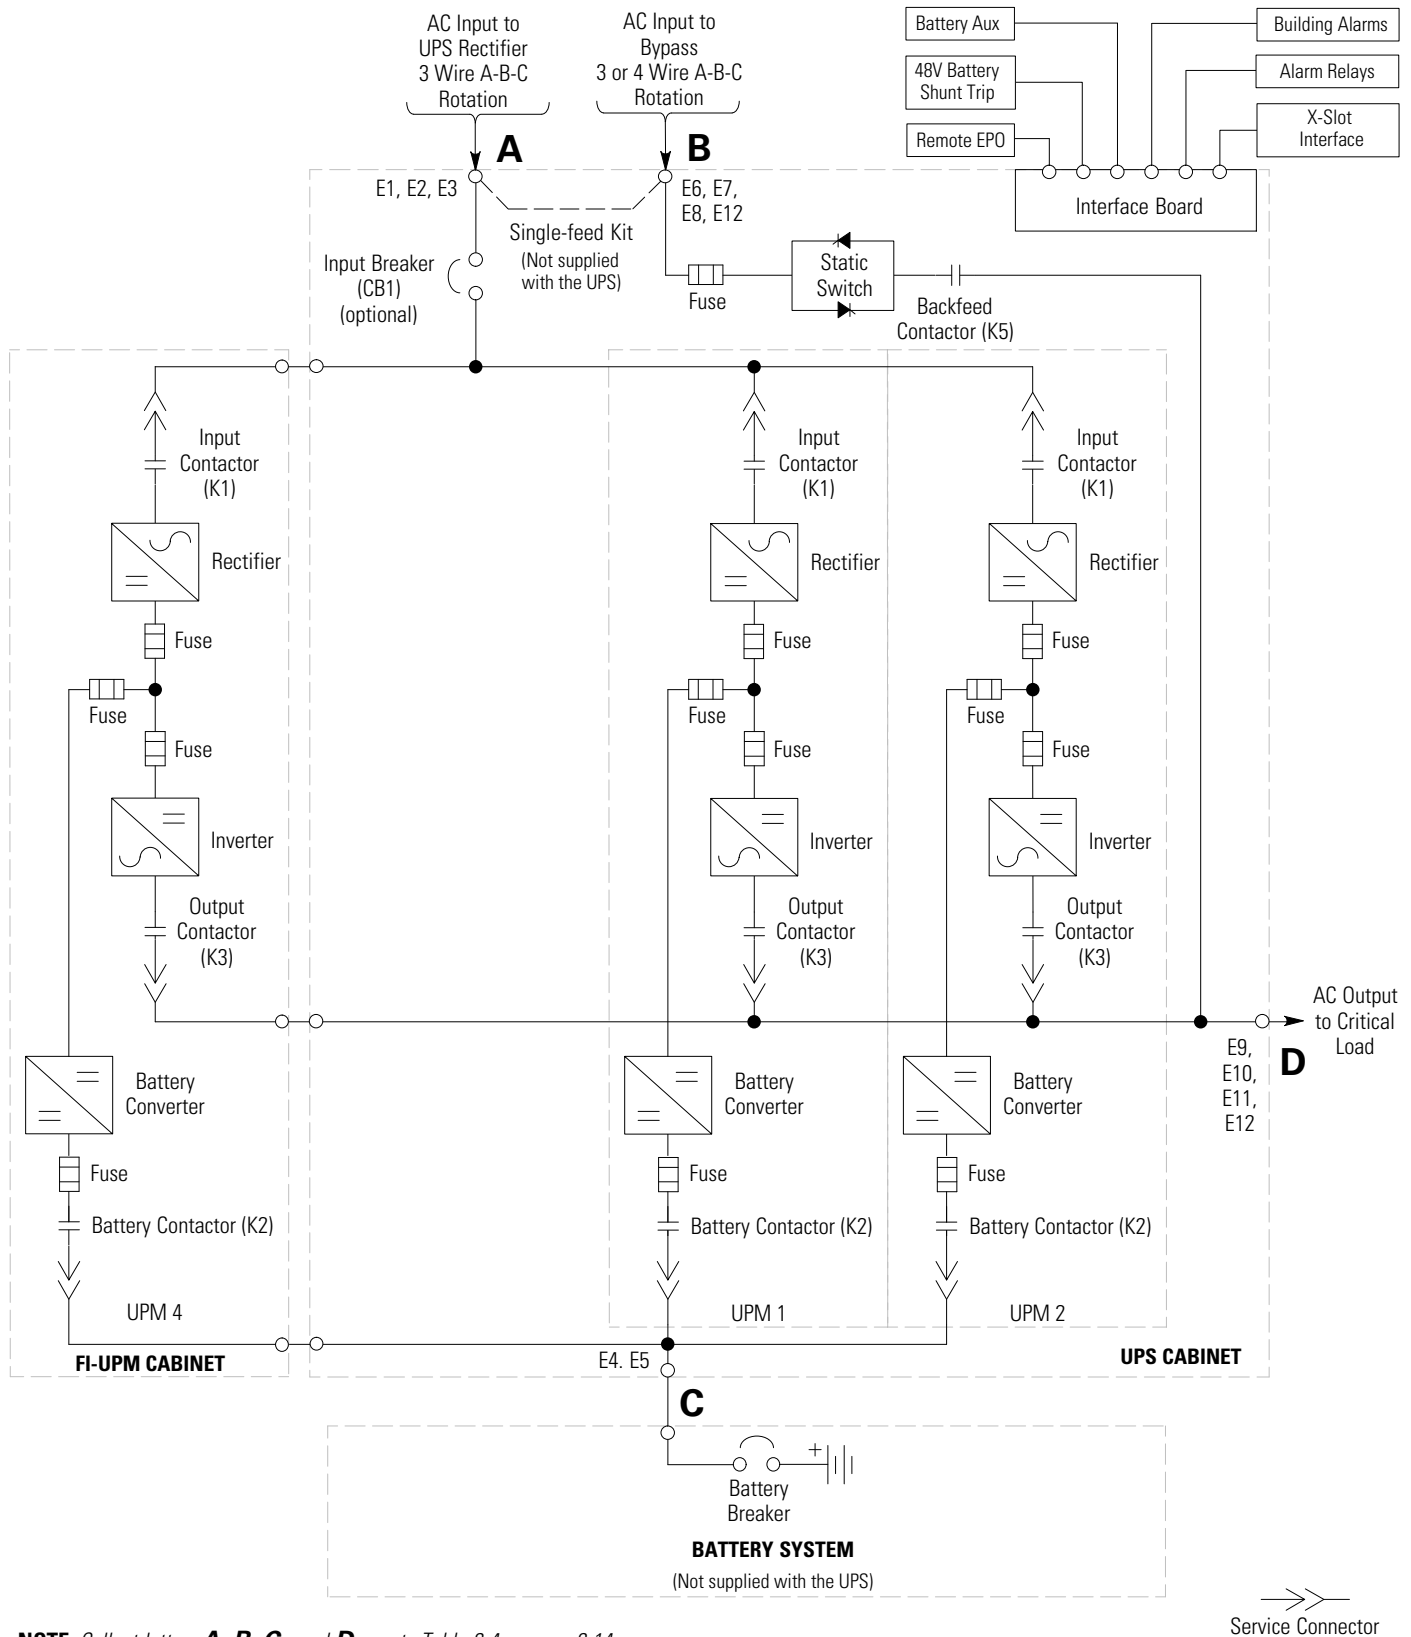 AC Input to
UPS Rectifier
3 Wire A-B-C
Rotation
AC Input to
Bypass
3 or 4 Wire A-B-C
Rotation
Battery Aux
48V Battery
Shunt Trip
Remote EPO
Building Alarms
Alarm Relays
X-Slot
Interface
Interface Board
A
B
E1, E2, E3
E6, E7,
E8, E12
Single-feed Kit
(Not supplied
with the UPS)
Input Breaker
(CB1)
(optional)
Fuse
Static
Switch
Backfeed
Contactor (K5)
Input
Contactor
(K1)
Input
Contactor
(K1)
Input
Contactor
(K1)
Rectifier
Rectifier
Rectifier
Fuse
Fuse
Fuse
Fuse
Fuse
Fuse
Fuse
Fuse
Fuse
Inverter
Inverter
Inverter
Output
Contactor
(K3)
Output
Contactor
(K3)
Output
Contactor
(K3)
AC Output
to Critical
Load
D
E9,
E10,
E11,
E12
Battery
Converter
Battery
Converter
Battery
Converter
Fuse
Fuse
Fuse
Battery Contactor (K2)
Battery Contactor (K2)
Battery Contactor (K2)
UPM 4
UPM 1
UPM 2
FI-UPM CABINET
E4. E5
UPS CABINET
C
+
Battery
Breaker
BATTERY SYSTEM
(Not supplied with the UPS)
Service Connector